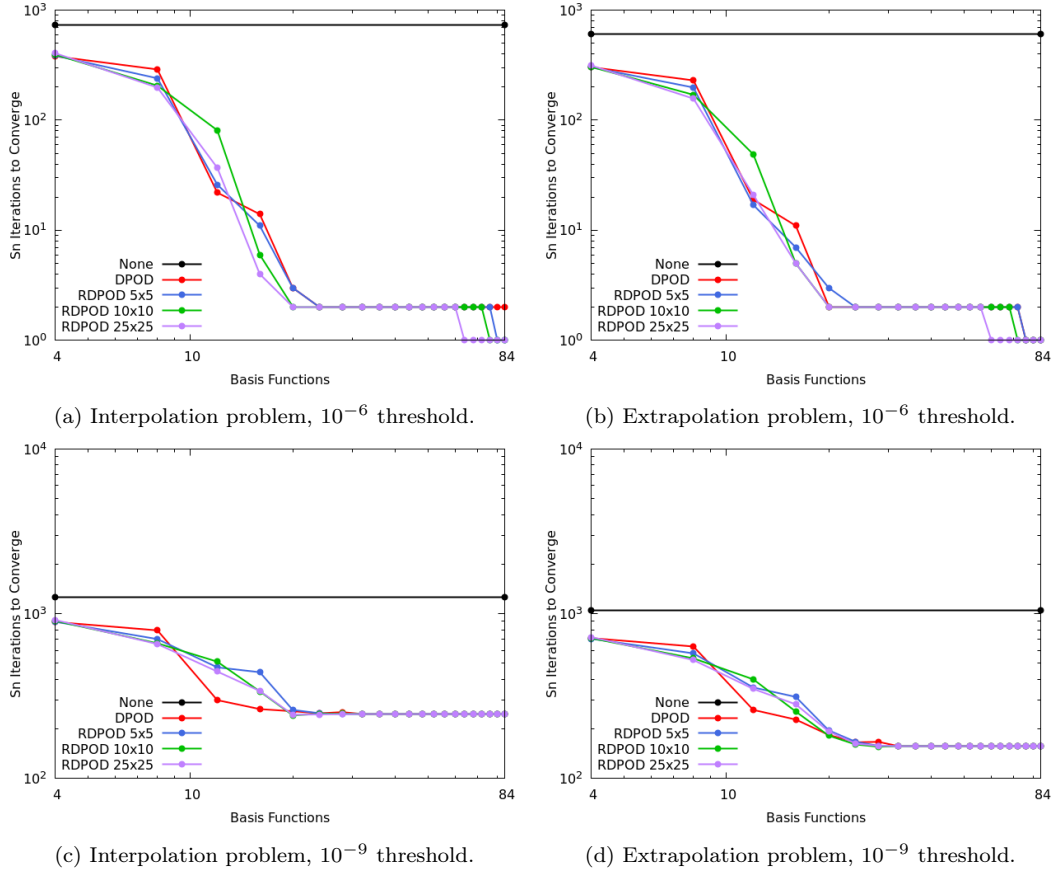 10³
10²
10¹
10⁰
Sn Iterations to Converge
None
DPOD
RDPOD 5x5
RDPOD 10x10
RDPOD 25x25
4
10
84
Basis Functions
(a) Interpolation problem, 10⁻⁶ threshold.
10³
10²
10¹
10⁰
Sn Iterations to Converge
None
DPOD
RDPOD 5x5
RDPOD 10x10
RDPOD 25x25
4
10
84
Basis Functions
(b) Extrapolation problem, 10⁻⁶ threshold.
10⁴
10³
10²
Sn Iterations to Converge
None
DPOD
RDPOD 5x5
RDPOD 10x10
RDPOD 25x25
4
10
84
Basis Functions
(c) Interpolation problem, 10⁻⁹ threshold.
10⁴
10³
10²
Sn Iterations to Converge
None
DPOD
RDPOD 5x5
RDPOD 10x10
RDPOD 25x25
4
10
84
Basis Functions
(d) Extrapolation problem, 10⁻⁹ threshold.